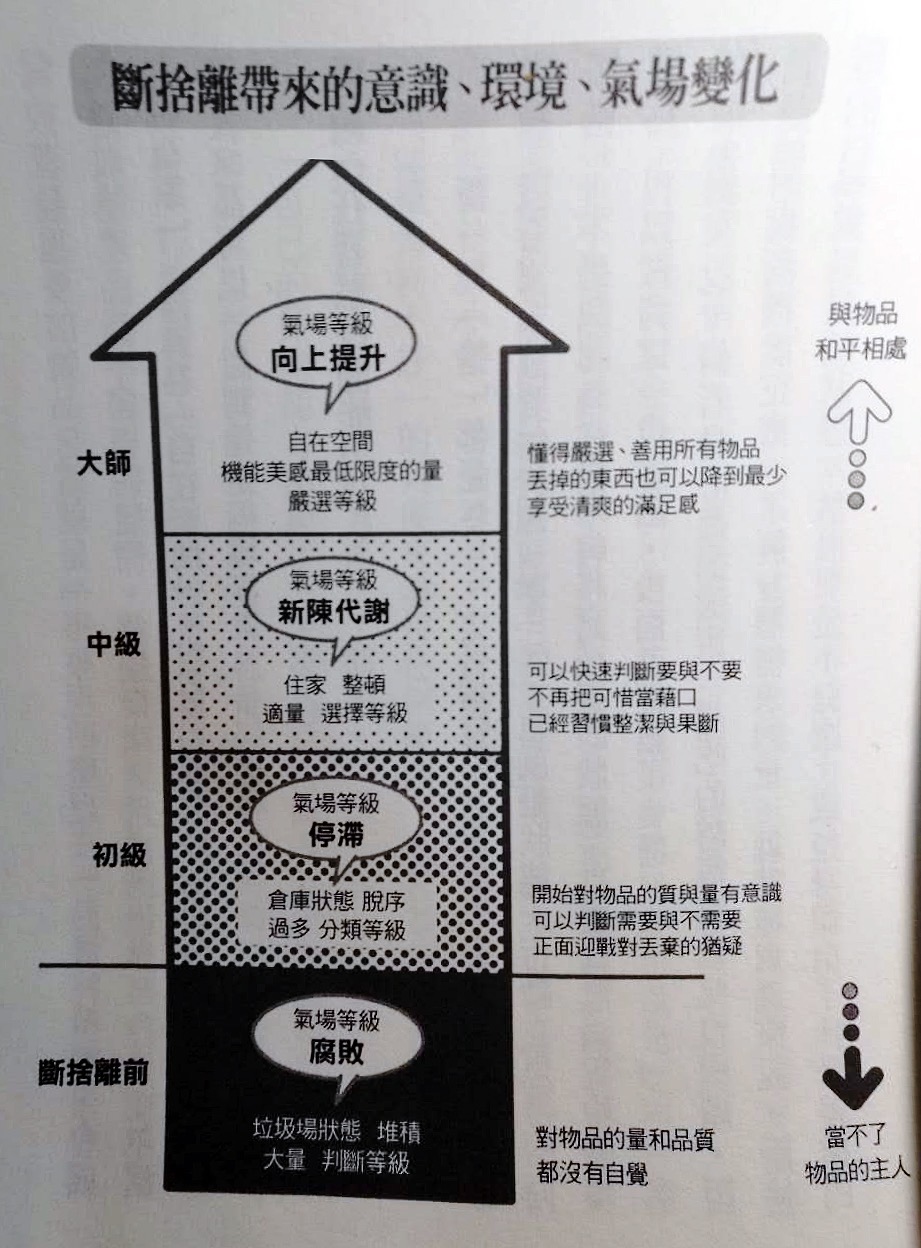 斷捨離帶來的意識、環境、氣場變化
與物品
和平相處
大師
氣場等級
向上提升
自在空間
機能美感最低限度的量
嚴選等級
懂得嚴選、善用所有物品
丟掉的東西也可以降到最少
享受清爽的滿足感
中級
氣場等級
新陳代謝
住家 整頓
適量 選擇等級
可以快速判斷要與不要
不再把可惜當藉口
已經習慣整潔與果斷
初級
氣場等級
停滯
倉庫狀態 脫序
過多 分類等級
開始對物品的質與量有意識
可以判斷需要與不需要
正面迎戰對丟棄的猶疑
斷捨離前
氣場等級
腐敗
垃圾場狀態 堆積
大量 判斷等級
對物品的量和品質
都沒有自覺
當不了
物品的主人